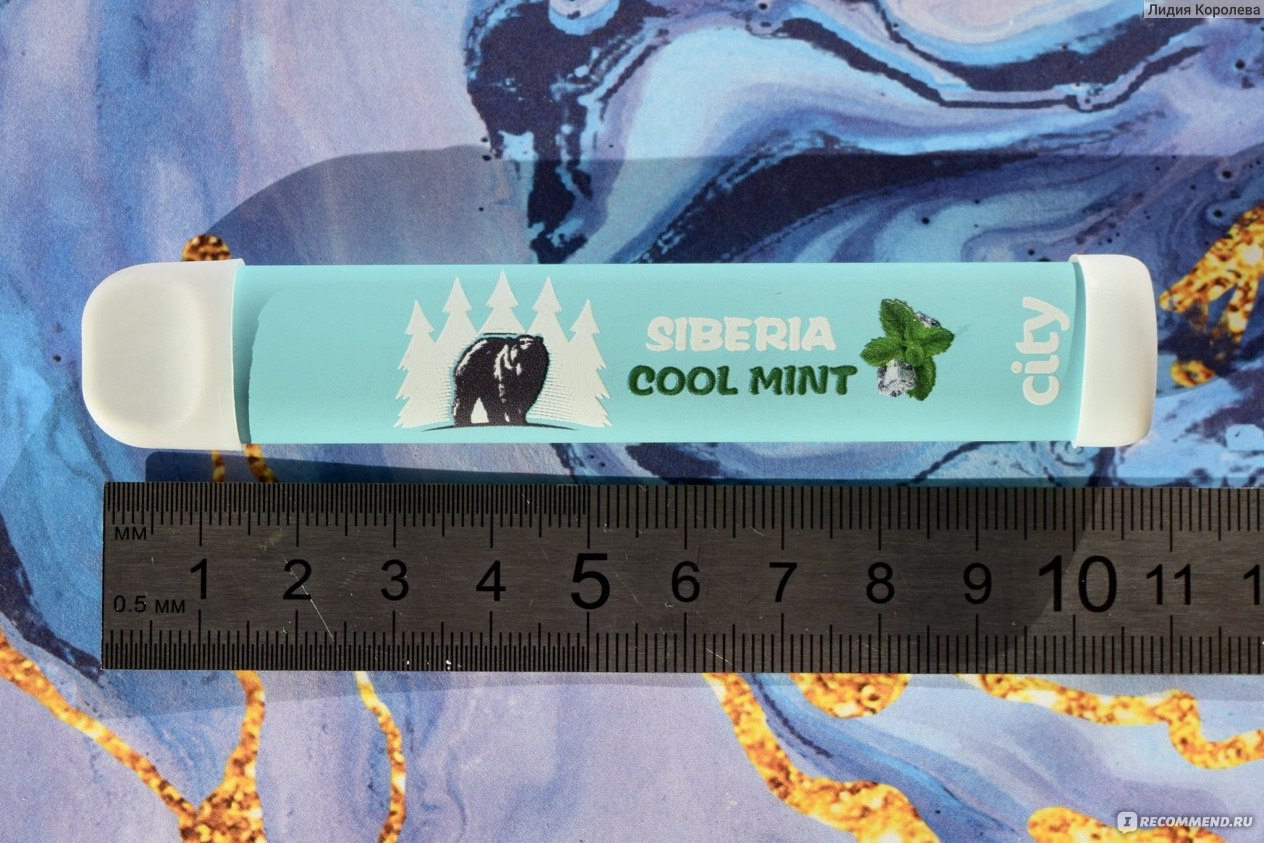 Лидия Королева
SIBERIA
COOL MINT
city
мм
1 2 3 4 5 6 7 8 9 10 11
0.5 мм
IRECOMMEND.RU